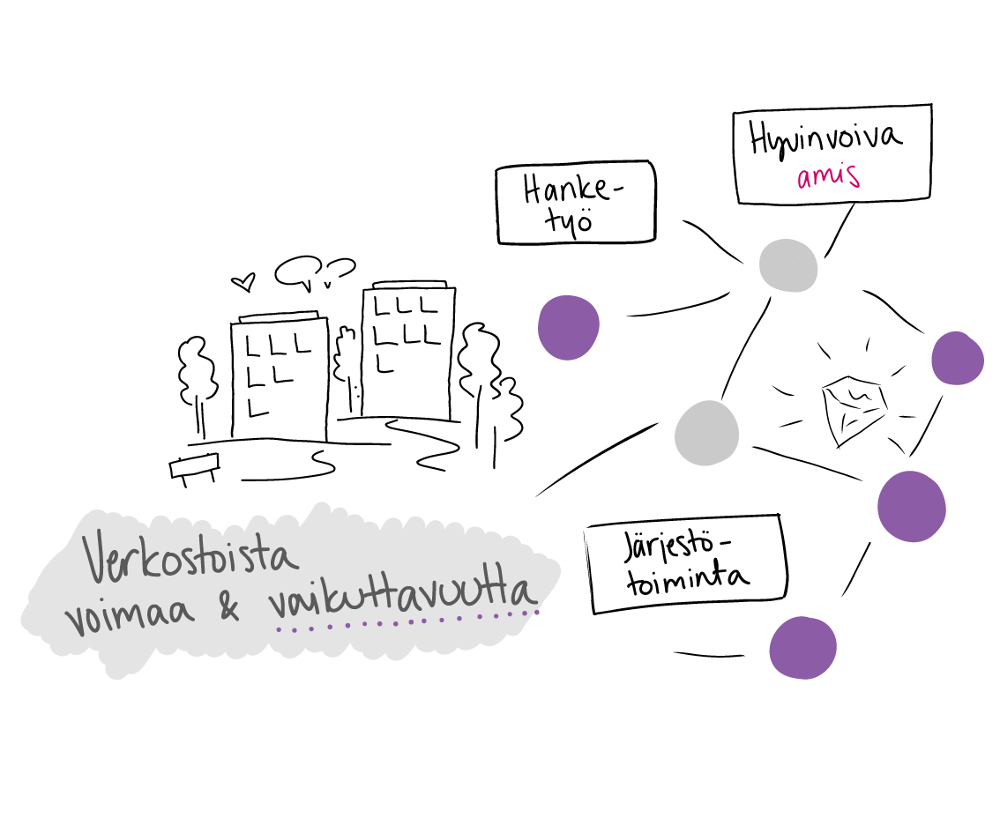 Hyvinvoiva
amis
Hanke-
työ
Verkostoista
voimaa & vaikuttavuutta
Järjestö-
toiminta